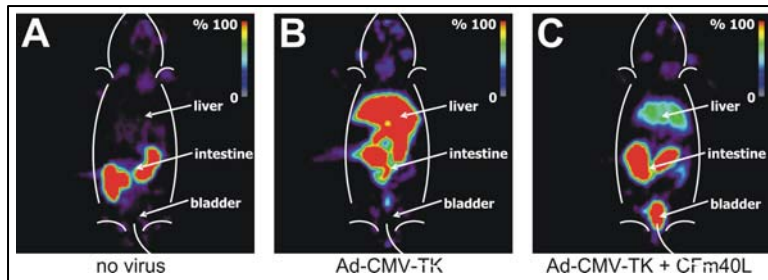 A
% 100
0
liver
intestine
bladder
no virus
B
% 100
0
liver
intestine
bladder
Ad-CMV-TK
C
% 100
0
liver
intestine
bladder
Ad-CMV-TK + CFm40L